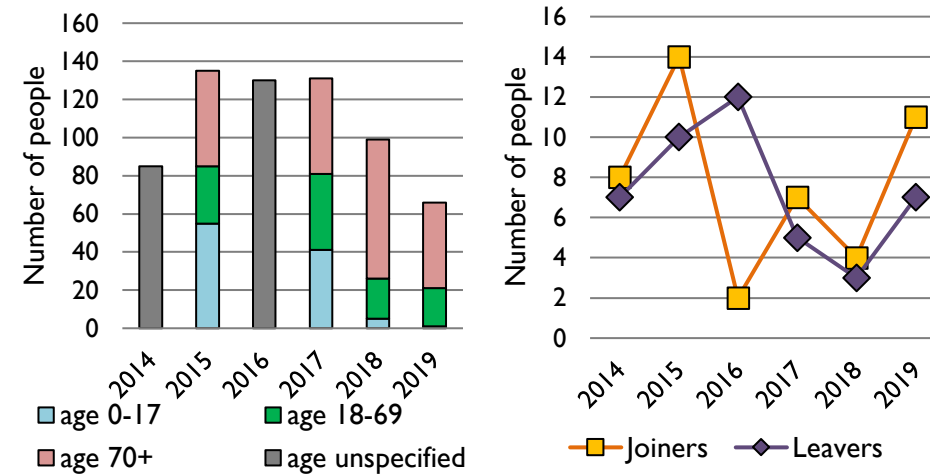 Number of people
160
140
120
100
80
60
40
20
0
2014 2015 2016 2017 2018 2019
age 0-17 age 18-69
age 70+ age unspecified
Number of people
16
14
12
10
8
6
4
2
0
2014 2015 2016 2017 2018 2019
Joiners Leavers